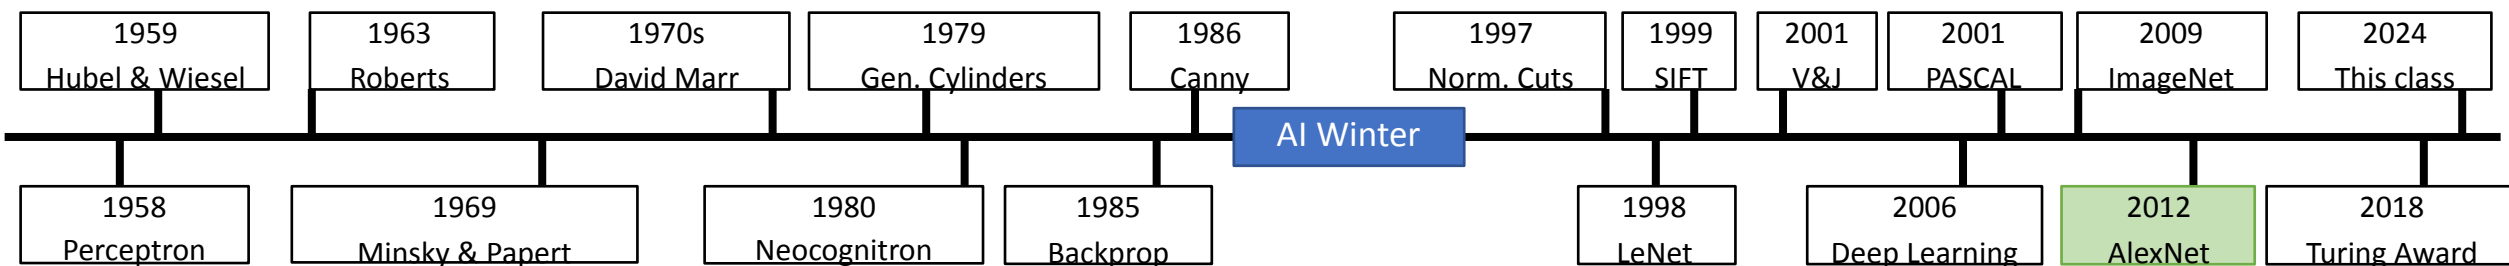 1959
Hubel & Wiesel
1963
Roberts
1970s
David Marr
1979
Gen. Cylinders
1986
Canny
1997
Norm. Cuts
1999
SIFT
2001
V&J
2001
PASCAL
2009
ImageNet
2024
This class
AI Winter
1958
Perceptron
1969
Minsky & Papert
1980
Neocognitron
1985
Backprop
1998
LeNet
2006
Deep Learning
2012
AlexNet
2018
Turing Award